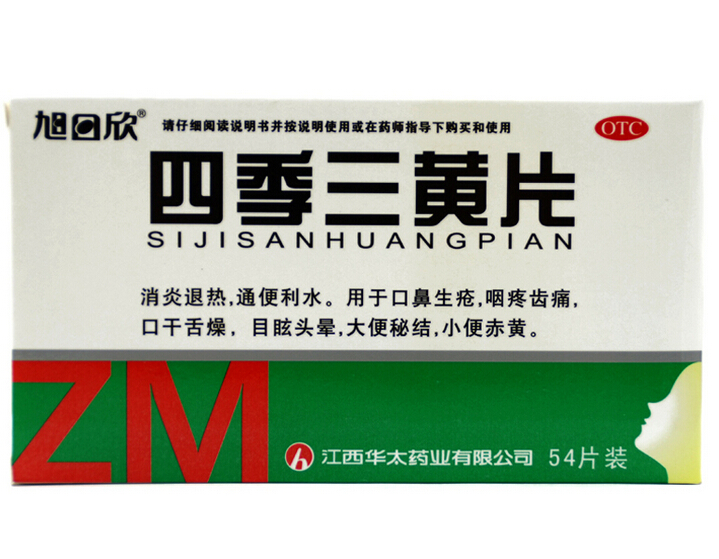 旭日欣®
请仔细阅读说明书并按说明使用或在药师指导下购买和使用
OTC
四季三黄片
SIJISANHUANGPIAN
消炎退热,通便利水。用于口鼻生疮,咽疼齿痛,
口干舌燥，目眩头晕,大便秘结,小便赤黄。
ZM
江西华太药业有限公司 54片装